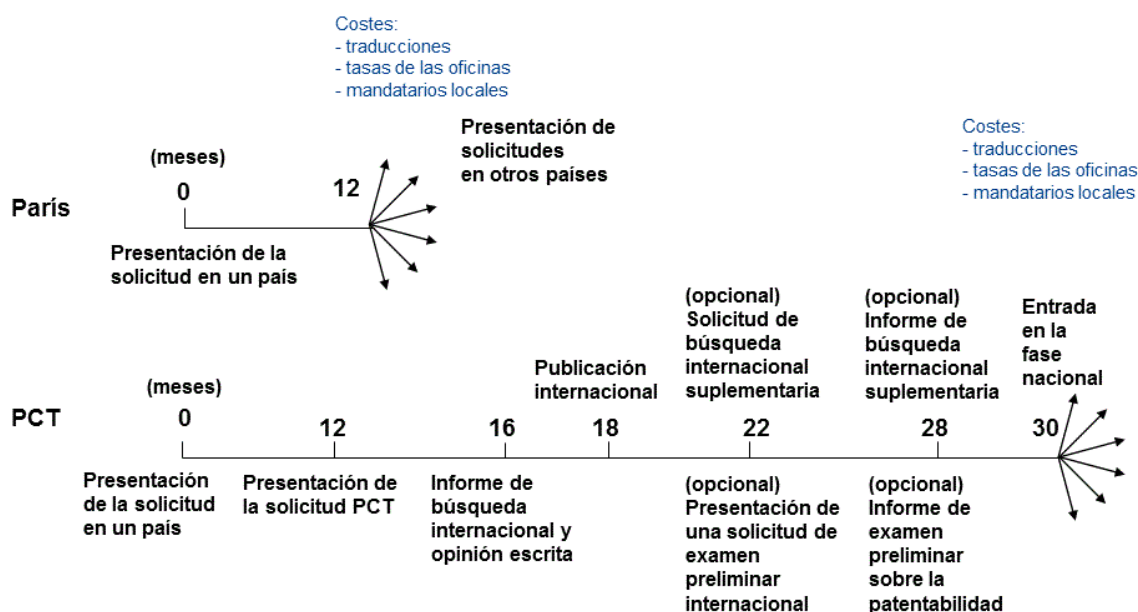 Costes:
- traducciones
- tasas de las oficinas
- mandatarios locales
Presentación de
solicitudes
en otros países
Costes:
- traducciones
- tasas de las oficinas
- mandatarios locales
(meses)
0
12
París
Presentación de la
solicitud en un país
(opcional)
Solicitud de
búsqueda
internacional
suplementaria
(opcional)
Informe de
búsqueda
internacional
suplementaria
Entrada
en la
fase
nacional
Publicación
internacional
(meses)
PCT
0
12
16
18
22
28
30
Presentación
de la solicitud
en un país
Presentación de
la solicitud PCT
Informe de
búsqueda
internacional y
opinión escrita
(opcional)
Presentación de
una solicitud de
examen
preliminar
internacional
(opcional)
Informe de
examen
preliminar
sobre la
patentabilidad